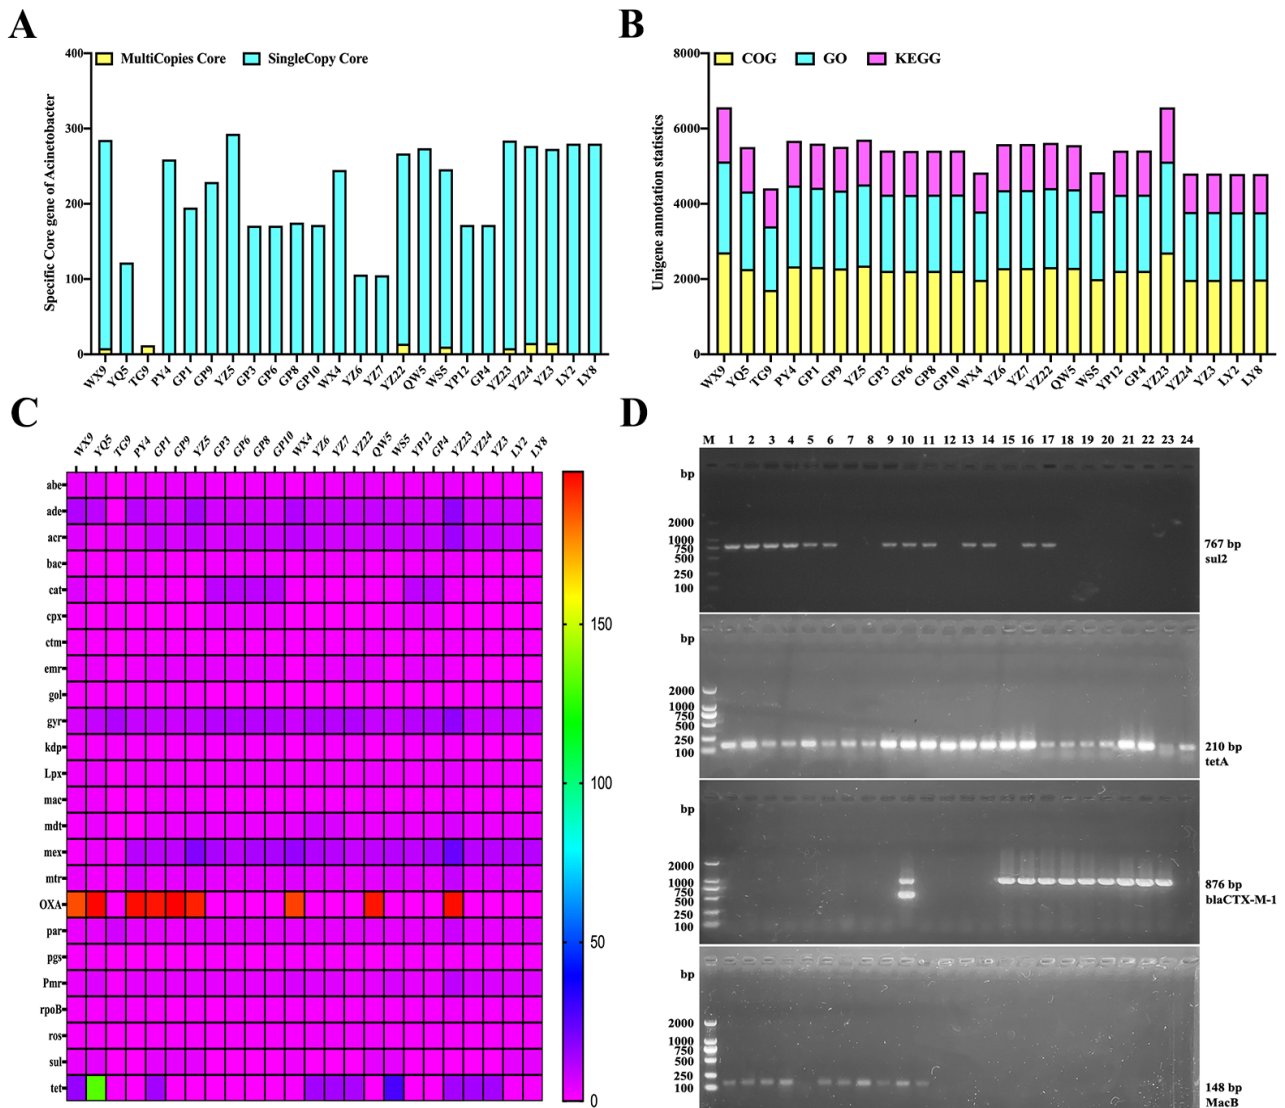 A
MultiCopies Core
SingleCopy Core
Specific Core gene of Acinetobacter
400
300
200
100
0
WX9 YQ5 TG9 PY4 GP1 GP9 YZ5 GP3 GP6 GP8 GP10 WX4 YZ6 YZ7 YZ22 QW5 WS5 YP12 GP4 YZ23 YZ24 YZ3 LY2 LY8
B
COG
GO
KEGG
Unigene annotation statistics
8000
6000
4000
2000
0
WX9 YQ5 TG9 PY4 GP1 GP9 YZ5 GP3 GP6 GP8 GP10 WX4 YZ6 YZ7 YZ22 QW5 WS5 YP12 GP4 YZ23 YZ24 YZ3 LY2 LY8
C
WX9 YQ5 TG9 PY4 GP1 GP9 YZ5 GP3 GP6 GP8 GP10 WX4 YZ6 YZ7 YZ22 QW5 WS5 YP12 GP4 YZ23 YZ24 YZ3 LY2 LY8
abe
ade
acr
bac
cat
cpx
ctm
emr
gol
gyr
kdp
Lpx
mac
mdt
mex
mtr
OXA
par
pgs
Pmr
rpoB
ros
sul
tet
150
100
50
0
D
M 1 2 3 4 5 6 7 8 9 10 11 12 13 14 15 16 17 18 19 20 21 22 23 24
bp
2000
1000
750
500
250
100
767 bp
sul2
bp
2000
1000
750
500
250
100
210 bp
tetA
bp
2000
1000
750
500
250
100
876 bp
blaCTX-M-1
bp
2000
1000
750
500
250
100
148 bp
MacB